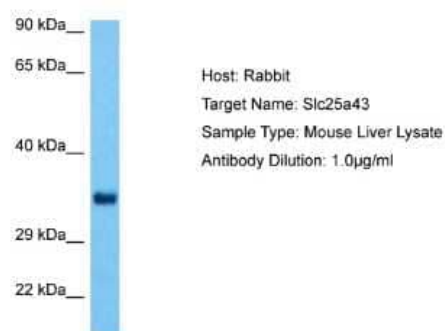 90 kDa
65 kDa
Host: Rabbit
Target Name: Slc25a43
Sample Type: Mouse Liver Lysate
Antibody Dilution: 1.0µg/ml
40 kDa
29 kDa
22 kDa